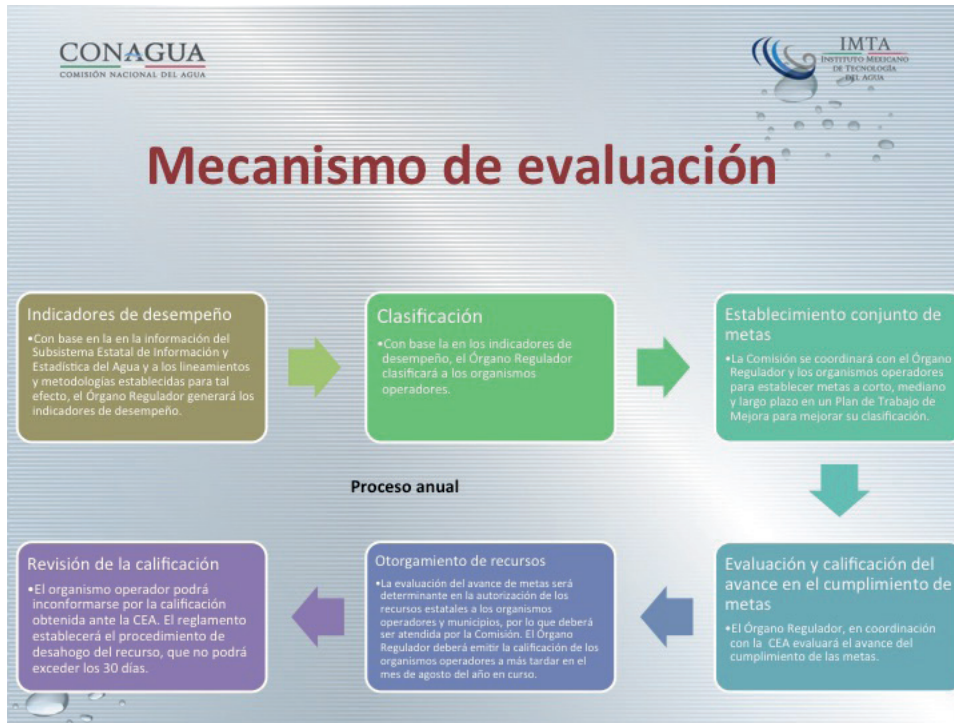 CONAGUA
COMISIÓN NACIONAL DEL AGUA
IMTA
INSTITUTO MEXICANO
DE TECNOLOGÍA
DEL AGUA
Mecanismo de evaluación
Indicadores de desempeño
•Con base en la en la información del
Subsistema Estatal de Información y
Estadística del Agua y a los lineamientos
y metodologías establecidas para tal
efecto, el Órgano Regulador generará los
indicadores de desempeño.
Clasificación
•Con base la en los indicadores de
desempeño, el Órgano Regulador
clasificará a los organismos
operadores.
Establecimiento conjunto de
metas
•La Comisión se coordinará con el Órgano
Regulador y los organismos operadores
para establecer metas a corto, mediano
y largo plazo en un Plan de Trabajo de
Mejora para mejorar su clasificación.
Proceso anual
Evaluación y calificación del
avance en el cumplimiento de
metas
•El Órgano Regulador, en coordinación
con la  CEA evaluará el avance del
cumplimiento de las metas.
Otorgamiento de recursos
•La evaluación del avance de metas será
determinante en la autorización de los
recursos estatales a los organismos
operadores y municipios, por lo que deberá
ser atendida por la Comisión. El Órgano
Regulador deberá emitir la calificación de los
organismos operadores a más tardar en el
mes de agosto del año en curso.
Revisión de la calificación
•El organismo operador podrá
inconformarse por la calificación
obtenida ante la CEA. El reglamento
establecerá el procedimiento de
desahogo del recurso, que no podrá
exceder los 30 días.